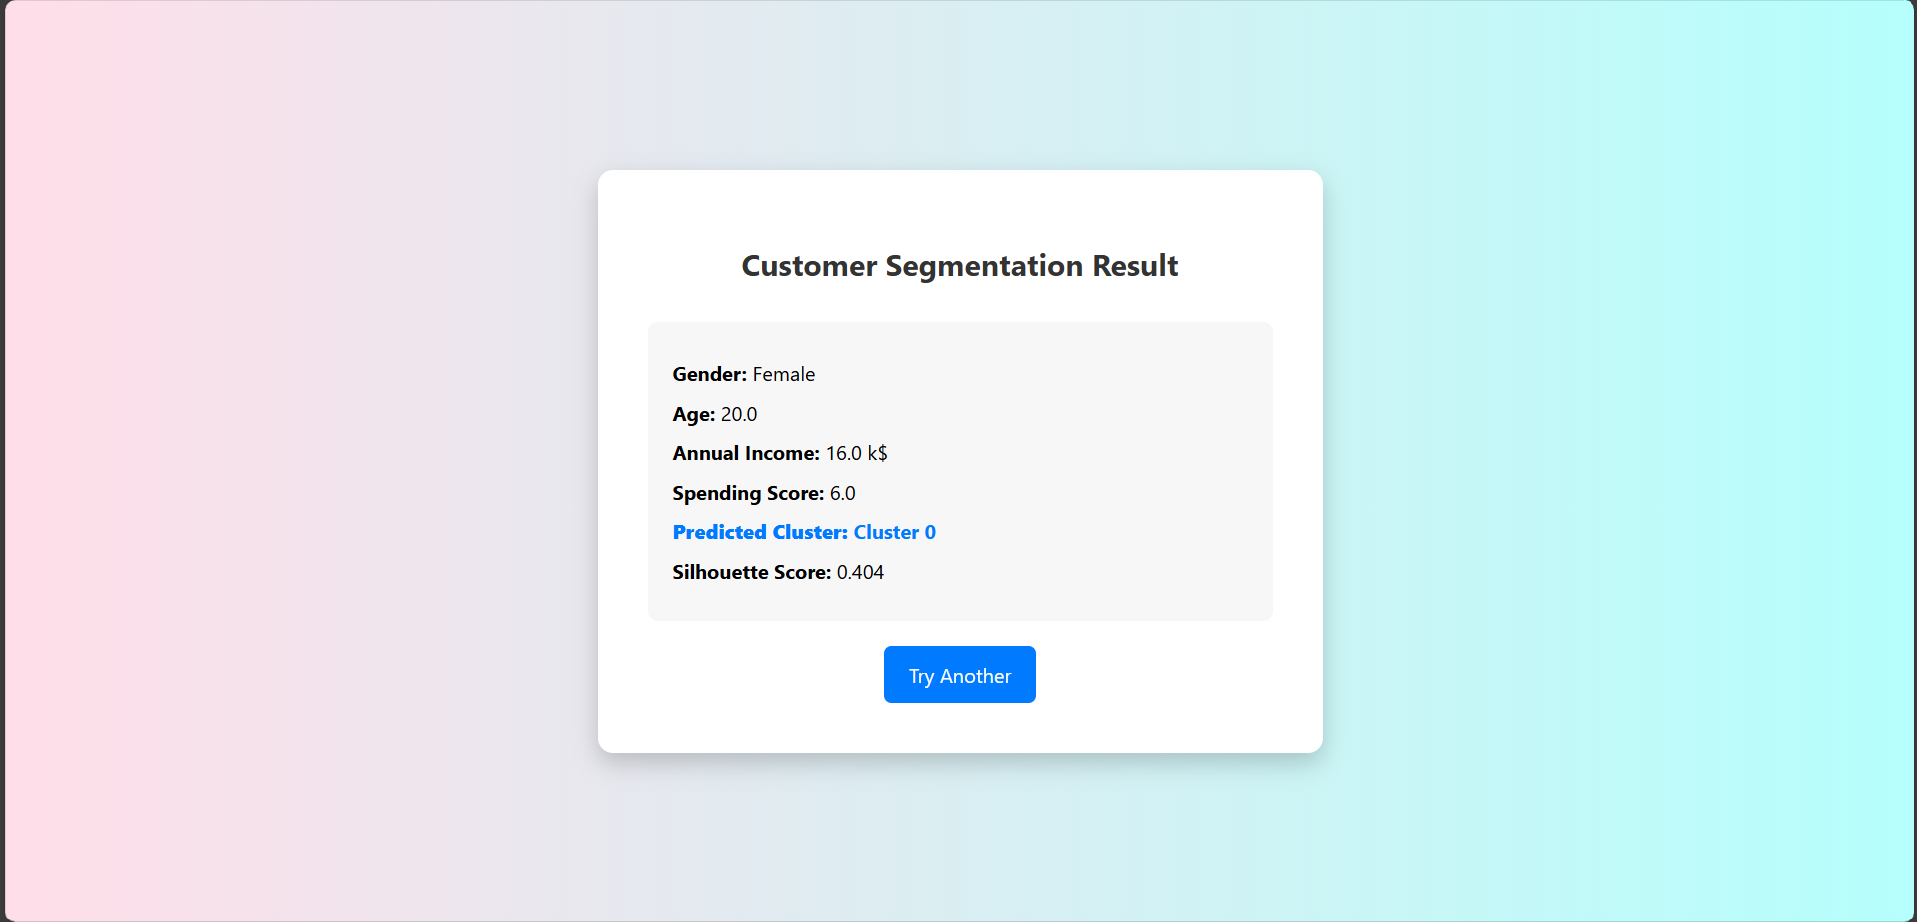 Customer Segmentation Result
Gender: Female
Age: 20.0
Annual Income: 16.0 k$
Spending Score: 6.0
Predicted Cluster: Cluster 0
Silhouette Score: 0.404
Try Another